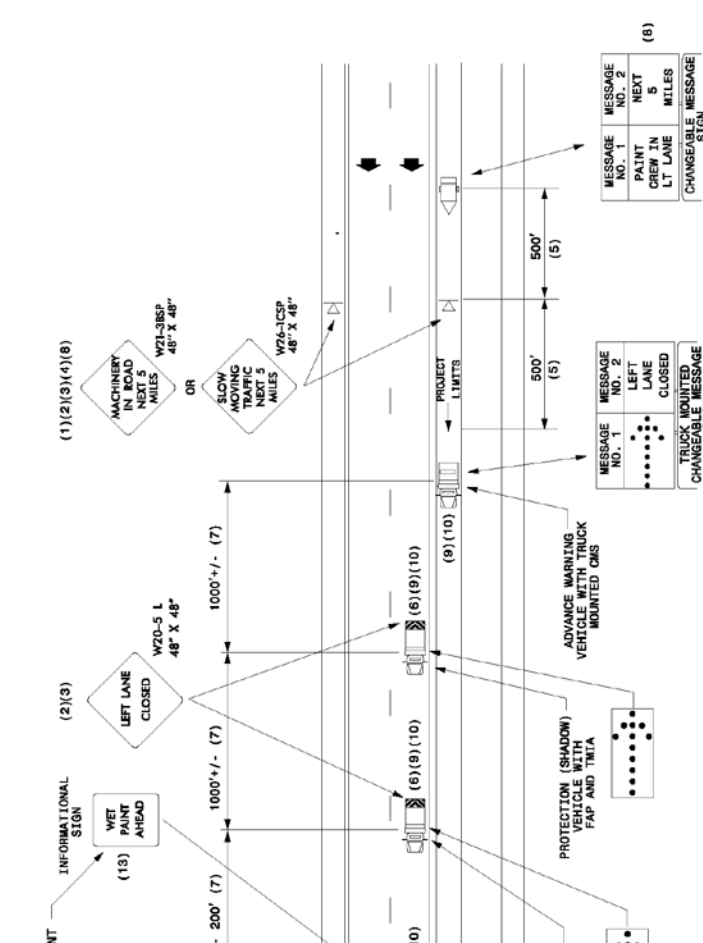 (8)
MESSAGE NO. 1
MESSAGE NO. 2
PAINT
CREW IN
LT LANE
NEXT
5
MILES
CHANGEABLE MESSAGE
SIGN
500'
(5)
500'
(5)
(1)(2)(3)(4)(8)
MACHINERY
IN ROAD
NEXT 5
MILES
W21-3BSP
48" X 48"
OR
SLOW
MOVING
TRAFFIC
NEXT 5
MILES
W26-1CSP
48" X 48"
PROJECT
LIMITS
MESSAGE NO. 1
MESSAGE NO. 2
LEFT
LANE
CLOSED
TRUCK MOUNTED
CHANGEABLE MESSAGE
(9)(10)
ADVANCE WARNING
VEHICLE WITH TRUCK
MOUNTED CMS
1000'+/- (7)
(6)(9)(10)
(2)(3)
LEFT LANE
CLOSED
W20-5 L
48" X 48"
1000'+/- (7)
(6)(9)(10)
PROTECTION (SHADOW)
VEHICLE WITH
FAP AND TMIA
INFORMATIONAL
SIGN
WET
PAINT
AHEAD
(13)
- 200' (7)
0)
NT